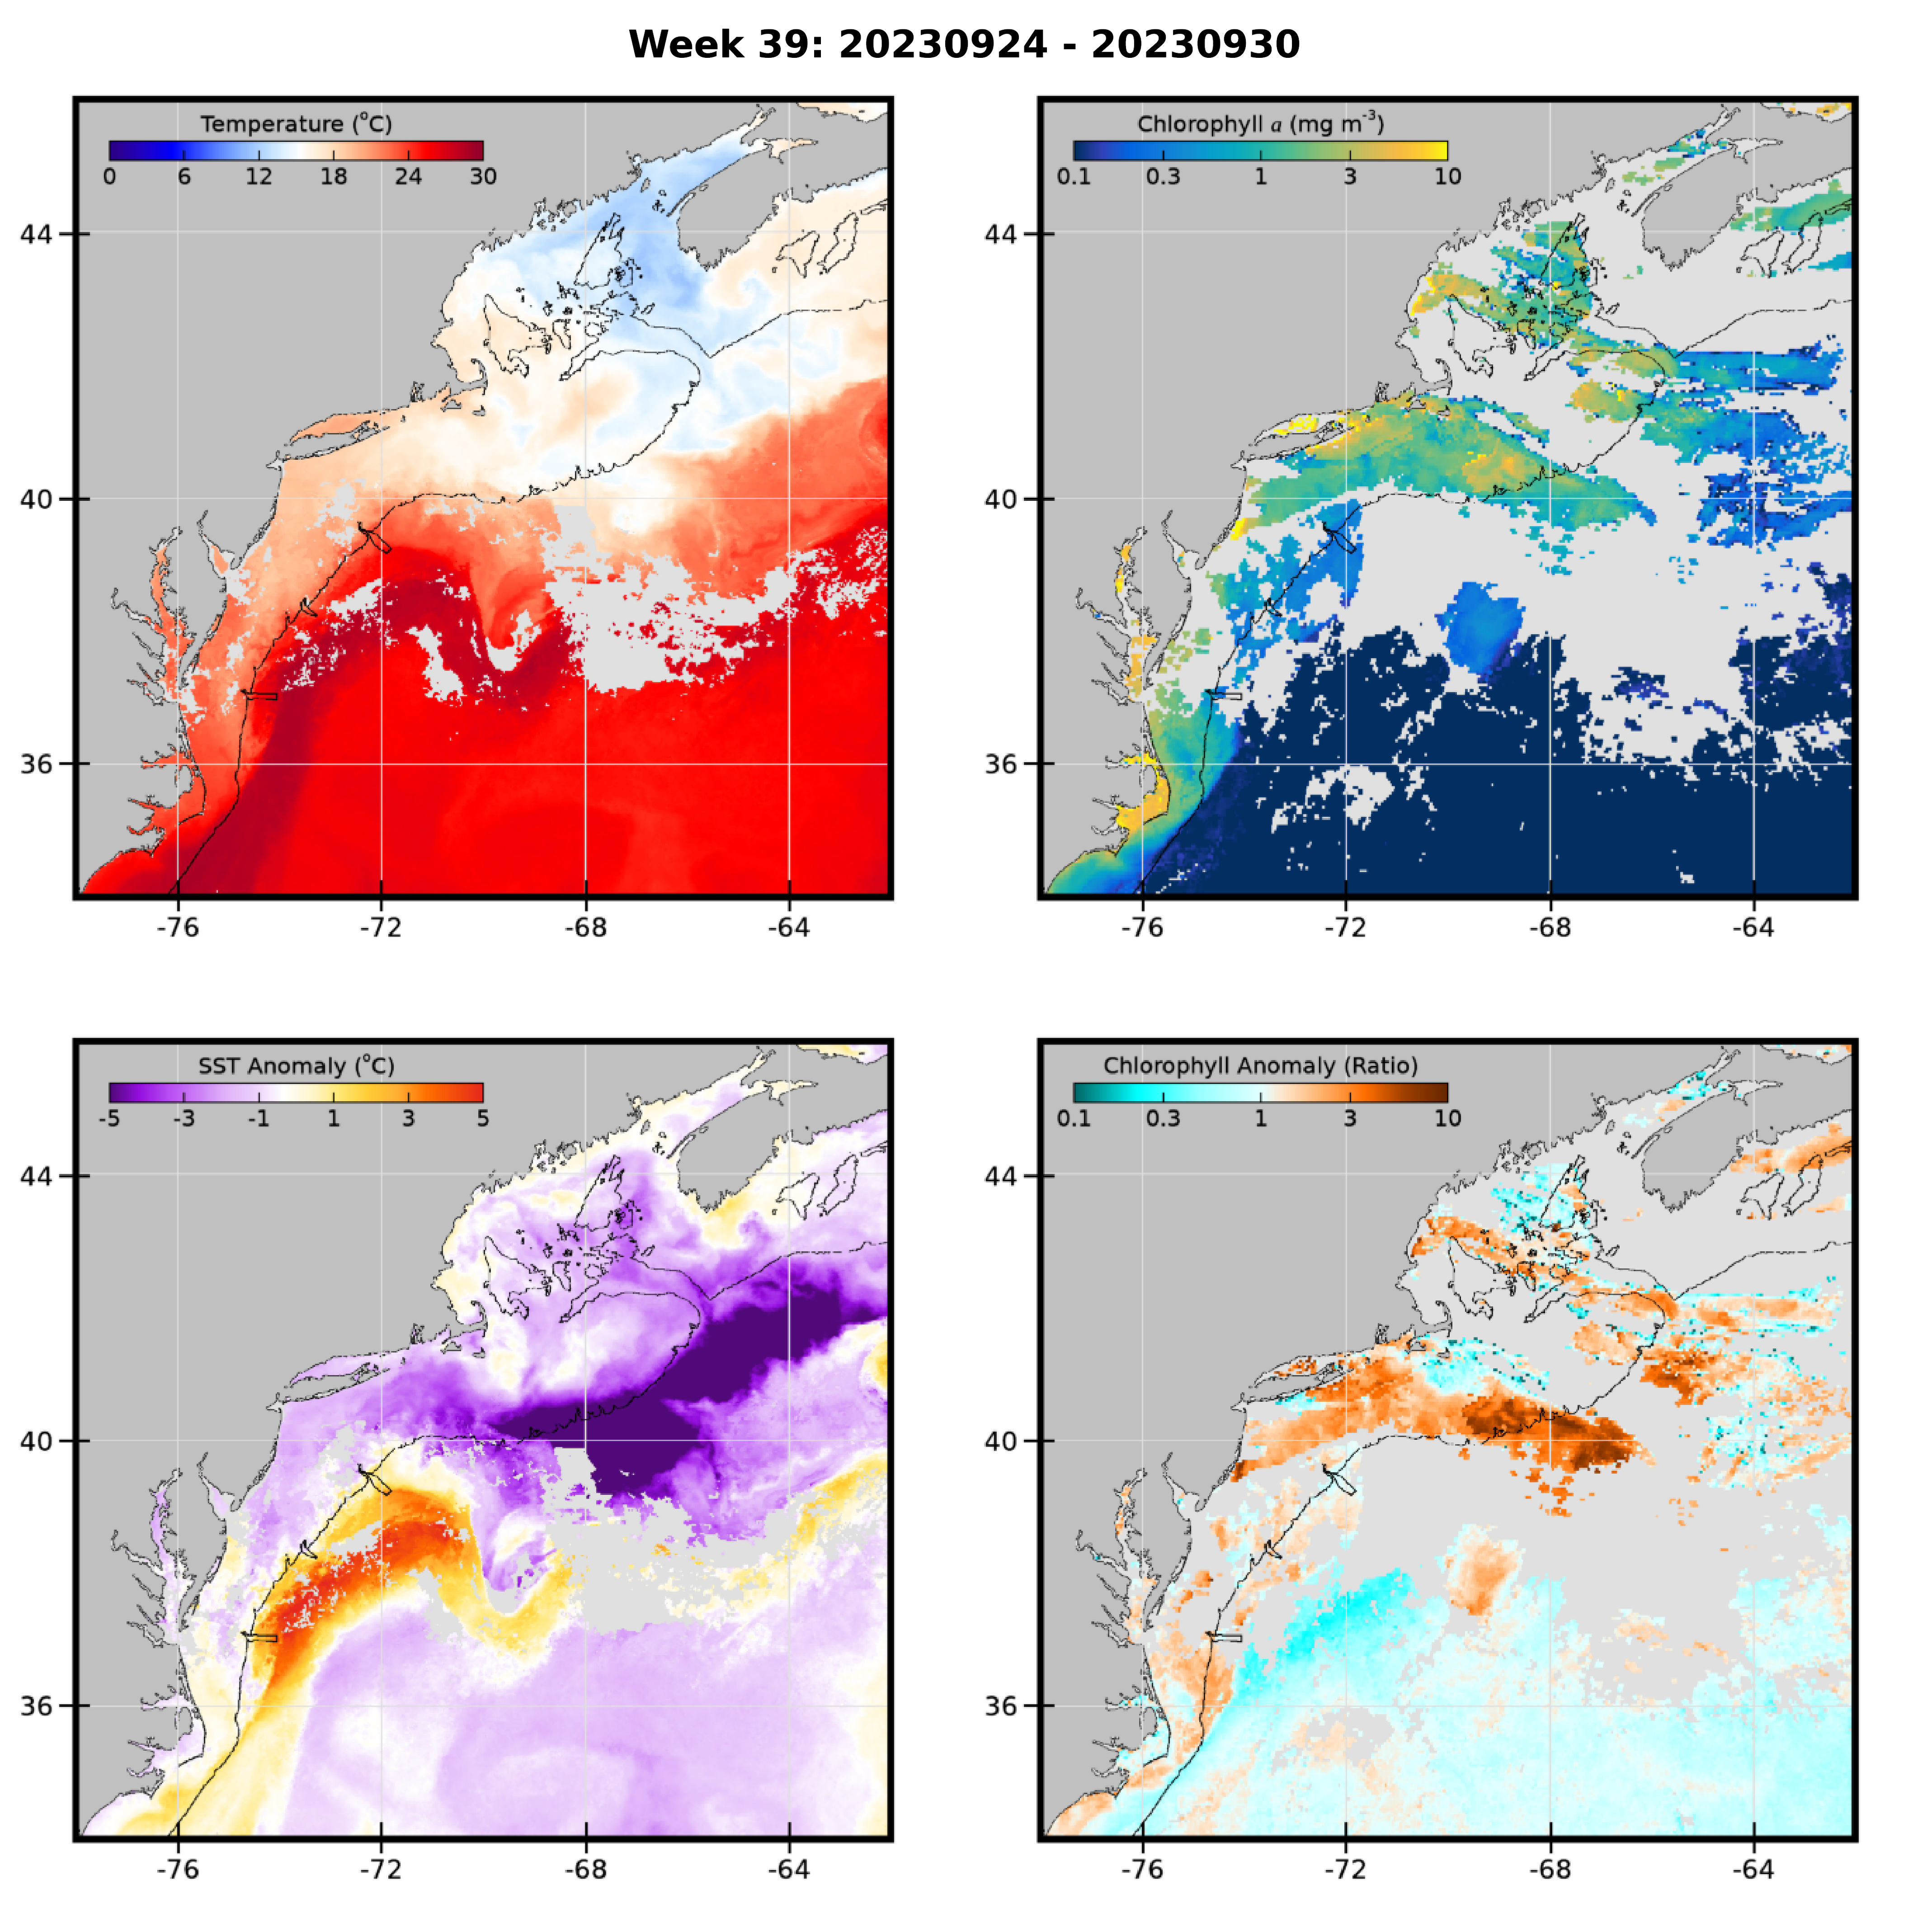 Week 39: 20230924 - 20230930
Temperature (°C)
0 6 12 18 24 30
44
40
36
-76 -72 -68 -64
Chlorophyll a (mg m⁻³)
0.1 0.3 1 3 10
44
40
36
-76 -72 -68 -64
SST Anomaly (°C)
-5 -3 -1 1 3 5
44
40
36
-76 -72 -68 -64
Chlorophyll Anomaly (Ratio)
0.1 0.3 1 3 10
44
40
36
-76 -72 -68 -64